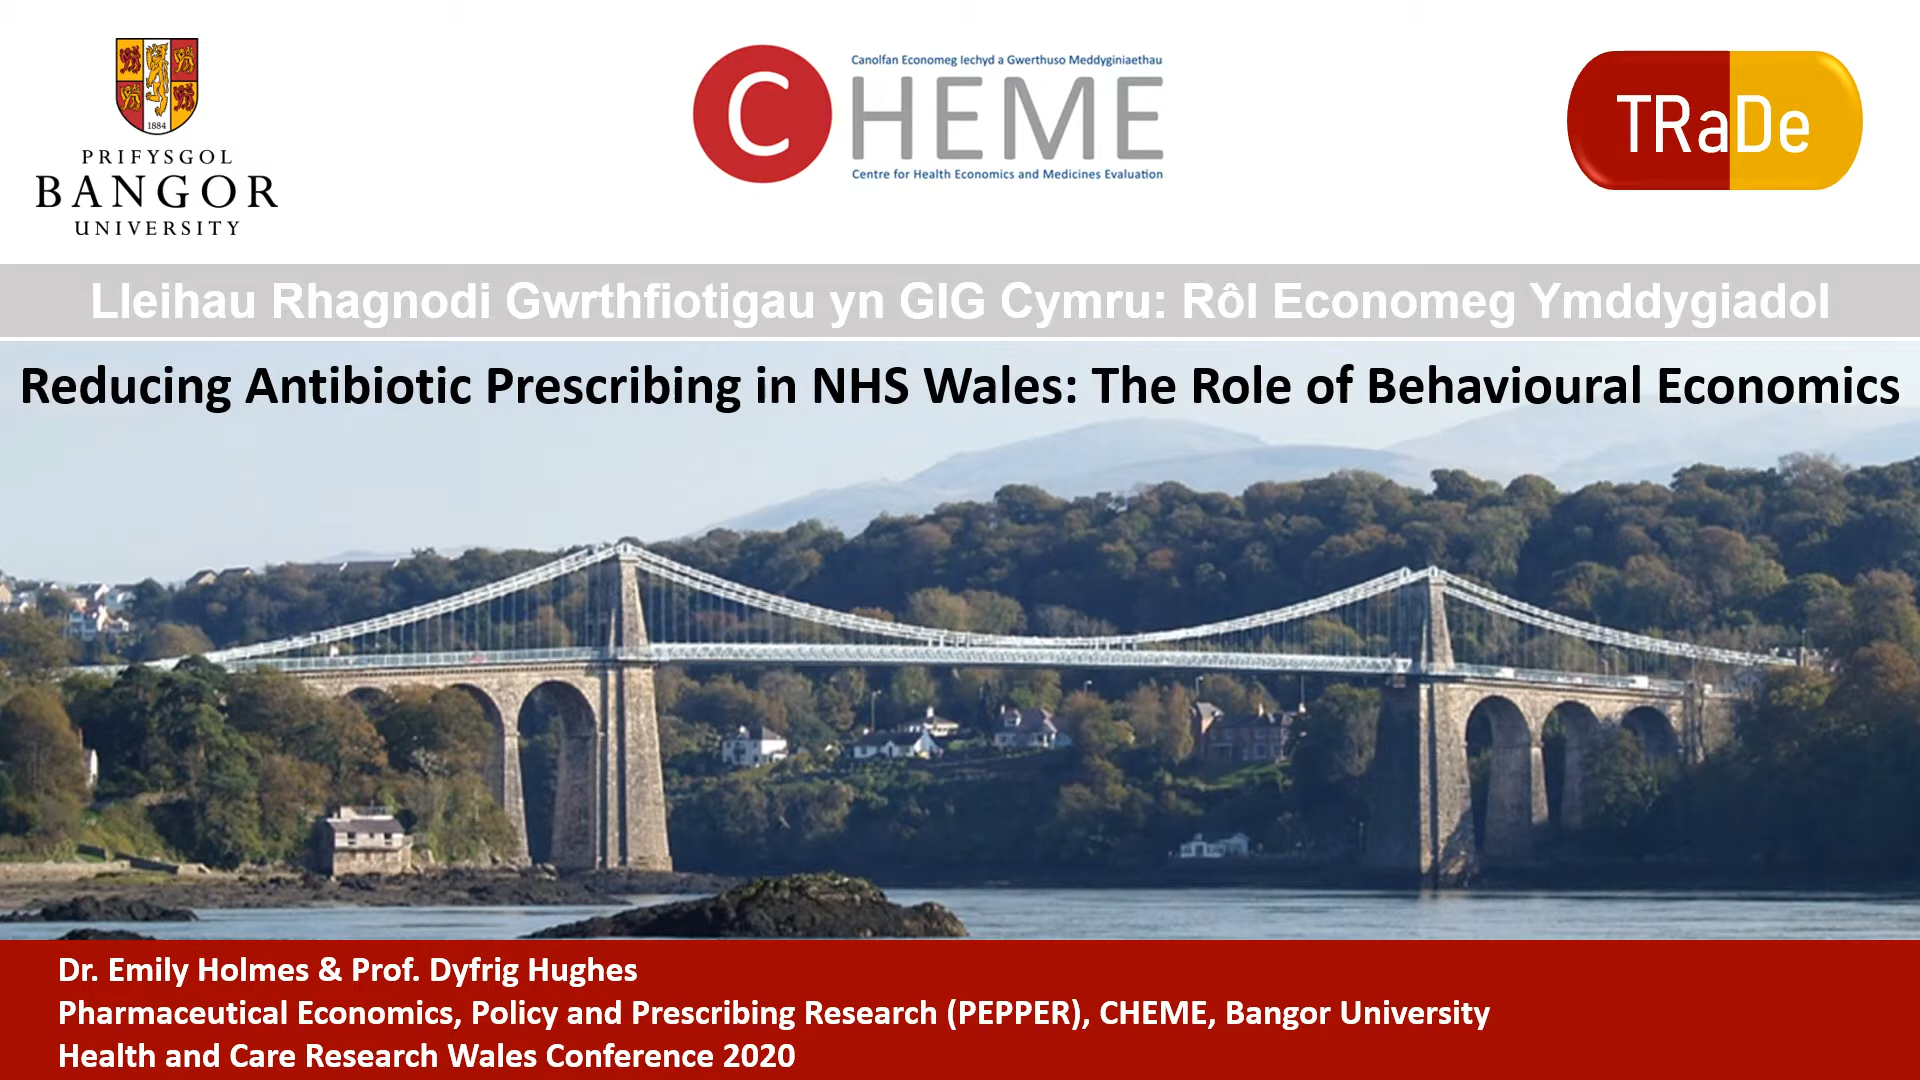 1884
PRIFYSGOL
BANGOR
UNIVERSITY
Canolfan Economeg Iechyd a Gwerthuso Meddyginiaethau
CHEME
Centre for Health Economics and Medicines Evaluation
TRaDe
Lleihau Rhagnodi Gwrthfiotigau yn GIG Cymru: Rôl Economeg Ymddygiadol
Reducing Antibiotic Prescribing in NHS Wales: The Role of Behavioural Economics
Dr. Emily Holmes & Prof. Dyfrig Hughes
Pharmaceutical Economics, Policy and Prescribing Research (PEPPER), CHEME, Bangor University
Health and Care Research Wales Conference 2020